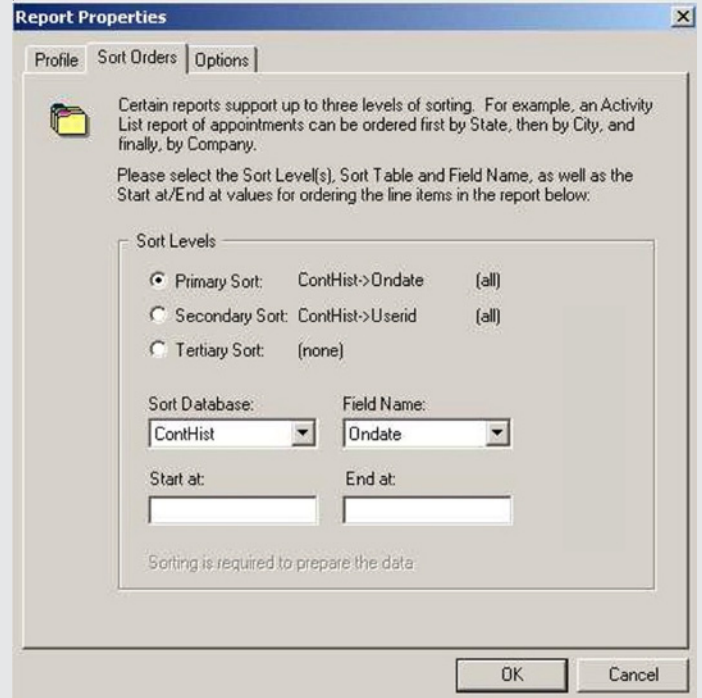 Report Properties
Profile Sort Orders Options
Certain reports support up to three levels of sorting. For example, an Activity
List report of appointments can be ordered first by State, then by City, and
finally, by Company.
Please select the Sort Level(s), Sort Table and Field Name, as well as the
Start at/End at values for ordering the line items in the report below:
Sort Levels
Primary Sort: ContHist->Ondate (all)
Secondary Sort: ContHist->Userid (all)
Tertiary Sort: (none)
Sort Database: Field Name:
ContHist Ondate
Start at: End at:
Sorting is required to prepare the data
OK Cancel